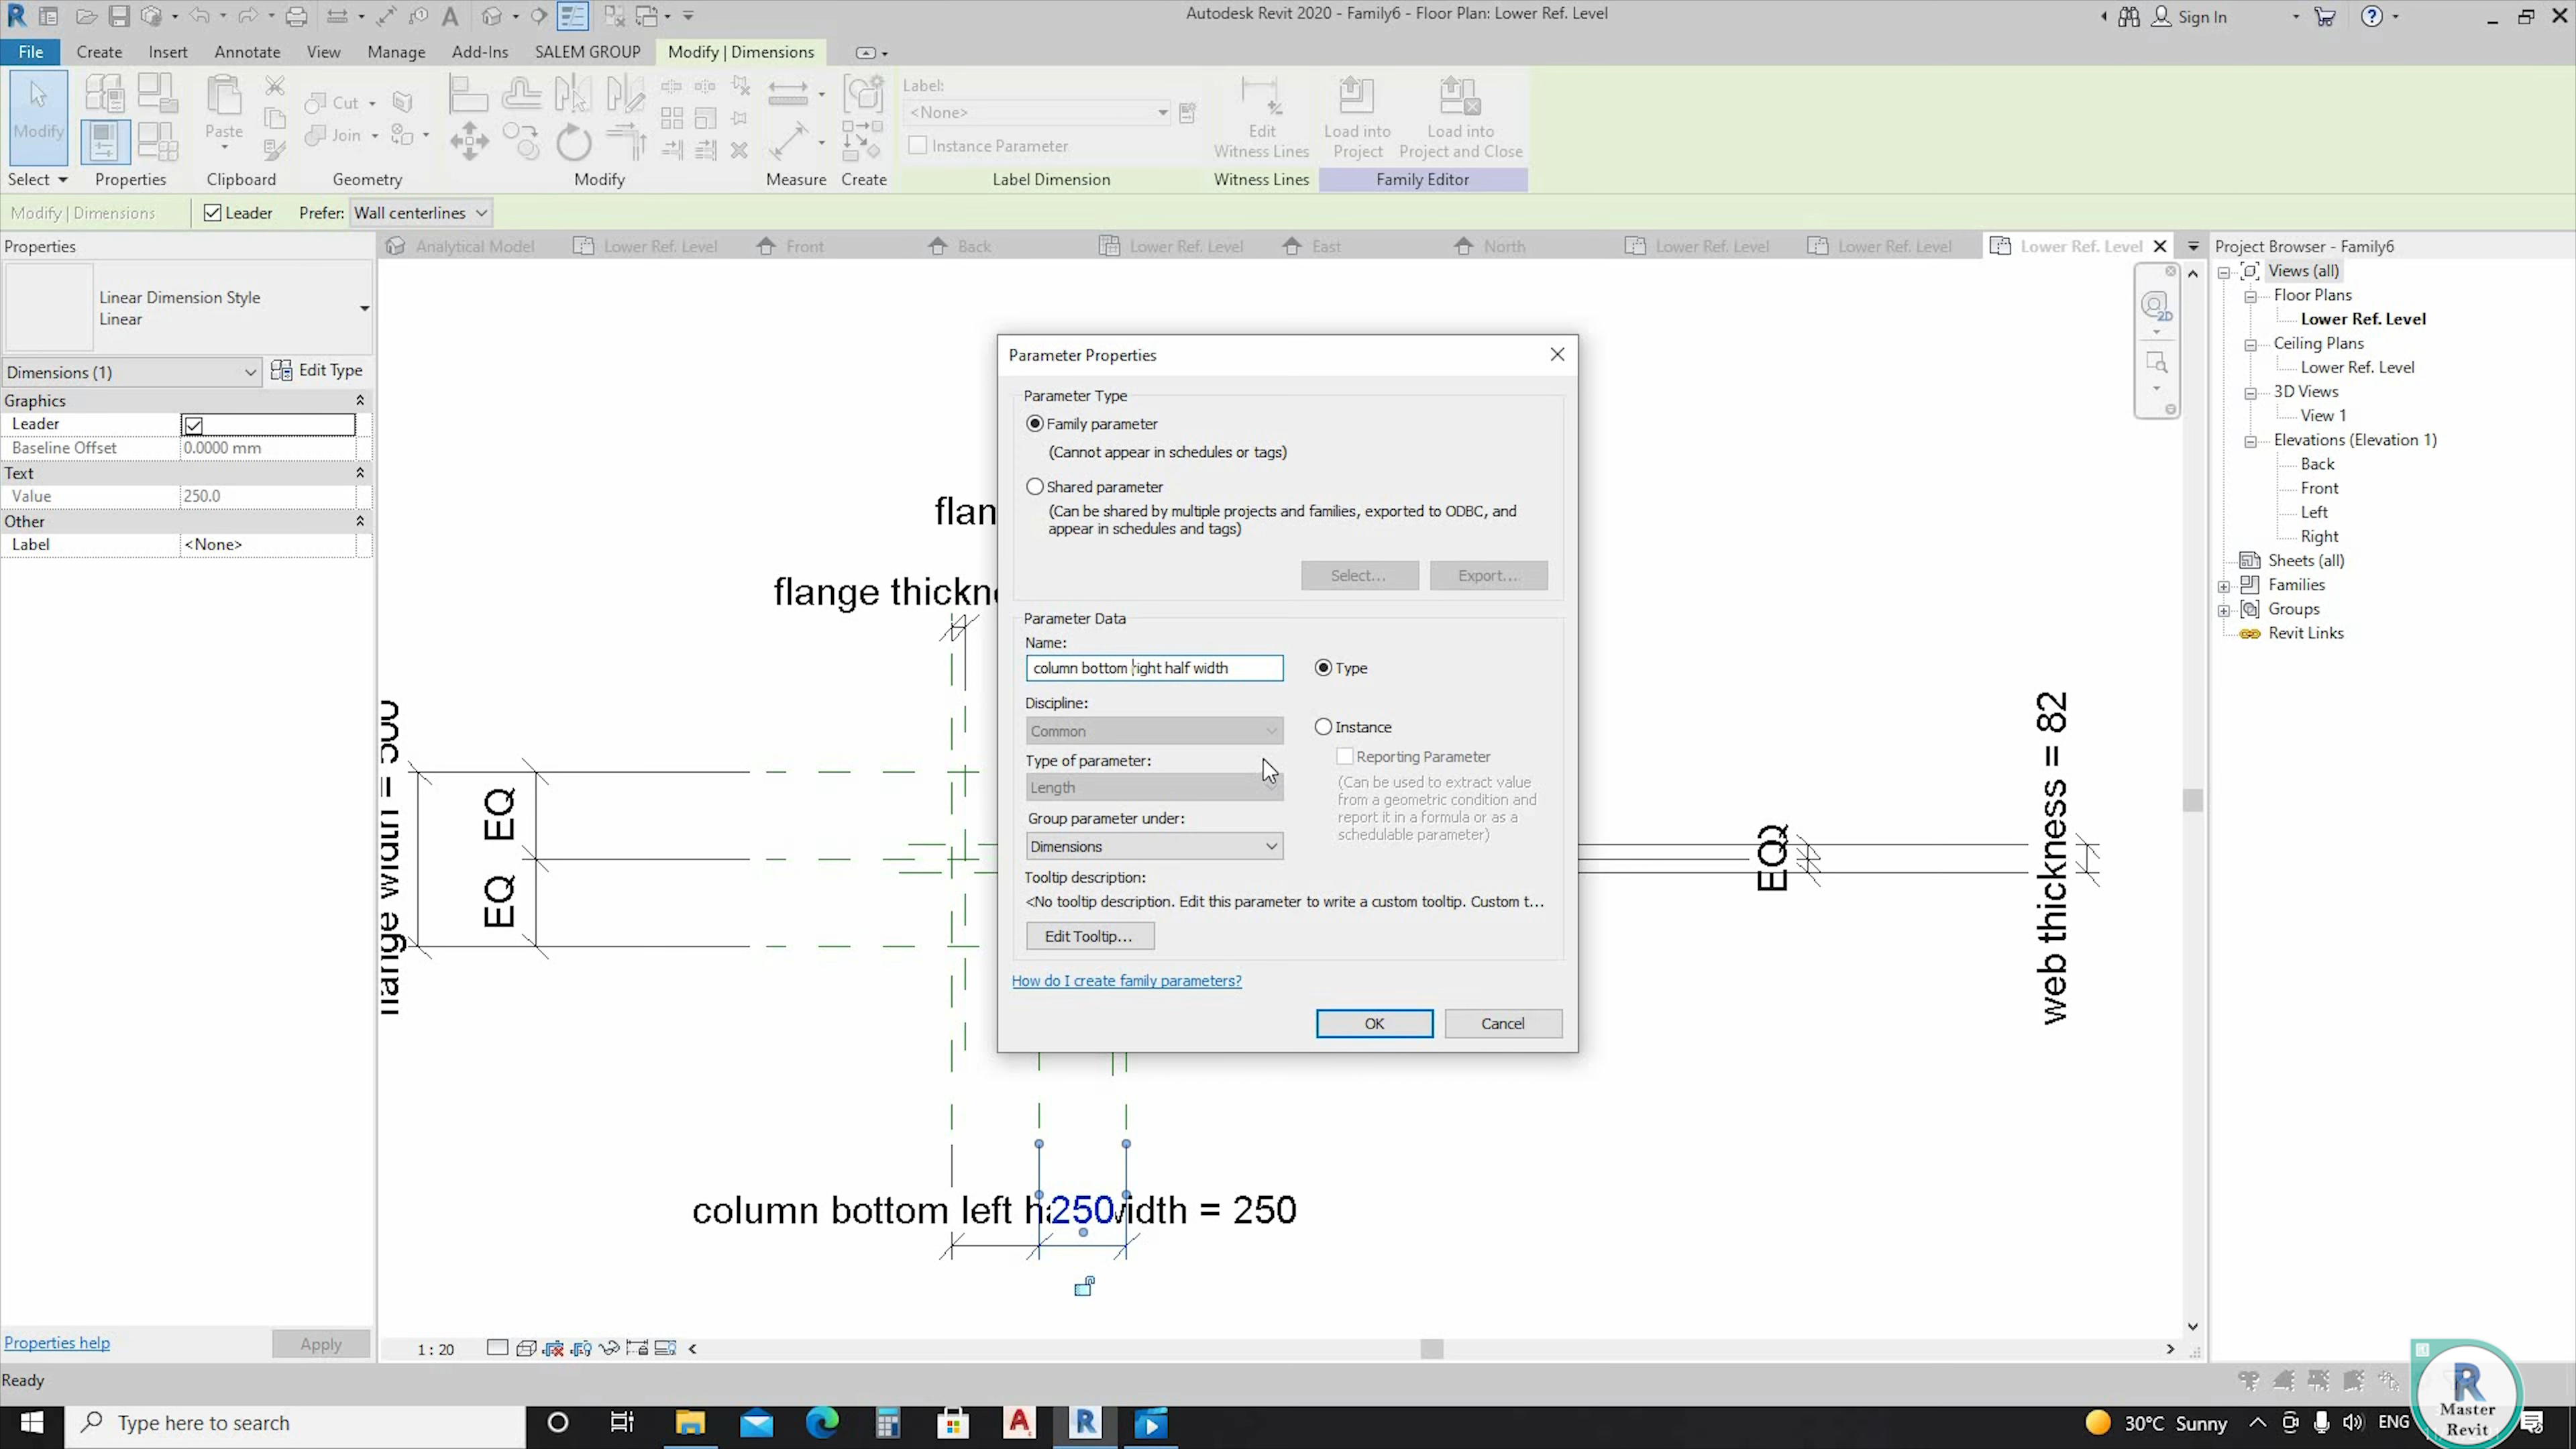 Autodesk Revit 2020 - Family6 - Floor Plan: Lower Ref. Level
Sign In
File
Create
Insert
Annotate
View
Manage
Add-Ins
SALEM GROUP
Modify | Dimensions
Modify
Paste
Cut
Join
Label:
<None>
Instance Parameter
Edit
Witness Lines
Load into
Project
Load into
Project and Close
Select
Properties
Clipboard
Geometry
Modify
Measure
Create
Label Dimension
Witness Lines
Family Editor
Modify | Dimensions
Leader
Prefer:
Wall centerlines
Properties
Analytical Model
Lower Ref. Level
Front
Back
Lower Ref. Level
East
North
Lower Ref. Level
Lower Ref. Level
Lower Ref. Level
Project Browser - Family6
Linear Dimension Style
Linear
Dimensions (1)
Edit Type
Graphics
Leader
Baseline Offset
0.0000 mm
Text
Value
250.0
Other
Label
<None>
Properties help
Apply
Views (all)
Floor Plans
Lower Ref. Level
Ceiling Plans
Lower Ref. Level
3D Views
View 1
Elevations (Elevation 1)
Back
Front
Left
Right
Sheets (all)
Families
Groups
Revit Links
2D
Parameter Properties
Parameter Type
Family parameter
(Cannot appear in schedules or tags)
Shared parameter
(Can be shared by multiple projects and families, exported to ODBC, and
appear in schedules and tags)
Select...
Export...
Parameter Data
Name:
column bottom right half width
Type
Discipline:
Common
Instance
Type of parameter:
Reporting Parameter
Length
(Can be used to extract value
from a geometric condition and
report it in a formula or as a
schedulable parameter)
Group parameter under:
Dimensions
Tooltip description:
<No tooltip description. Edit this parameter to write a custom tooltip. Custom t...
Edit Tooltip...
How do I create family parameters?
OK
Cancel
flan
flange thickn
EQ
EQ
EQ
web thickness = 82
column bottom left
250
width = 250
1 : 20
Ready
Type here to search
30°C Sunny
ENG
R
Master
Revit